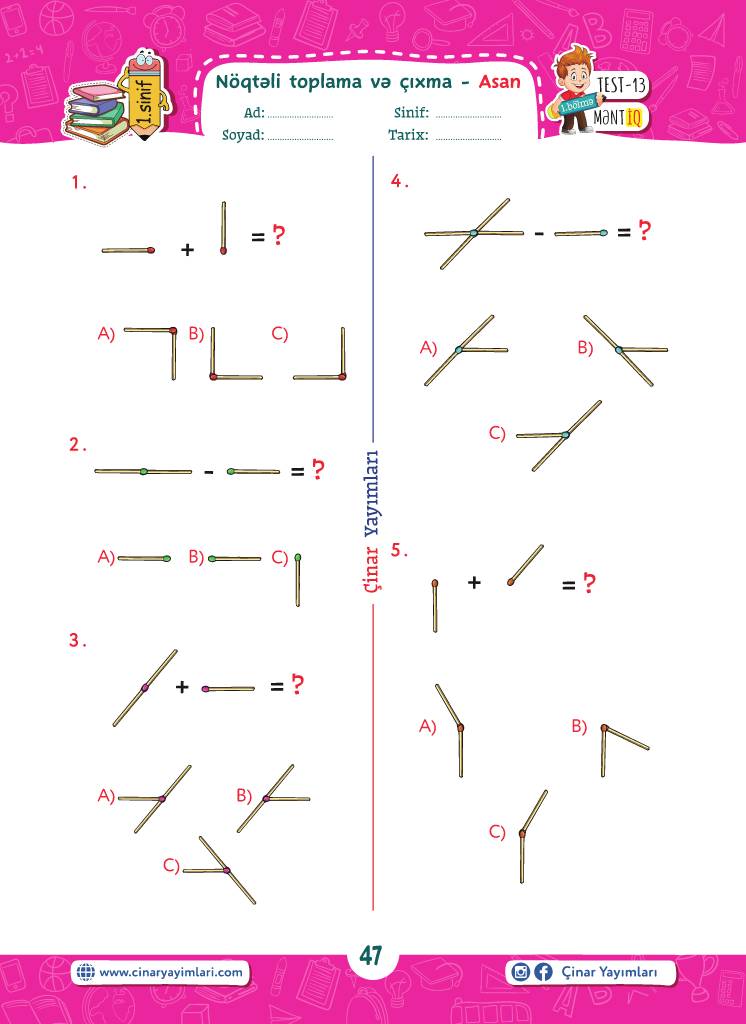 1.sinif
Nöqtəli toplama və çıxma - Asan
Ad: ........................
Sinif: ........................
Soyad: ........................
Tarix: ........................
TEST-13
1.bölmə
MƏNTİQ
1.
+ = ?
A) B) C)
2.
- = ?
A) B) C)
3.
+ = ?
A) B)
C)
Çinar Yayımları
4.
- = ?
A) B)
C)
5.
+ = ?
A) B)
C)
www.cinaryayimlari.com
47
Çinar Yayımları